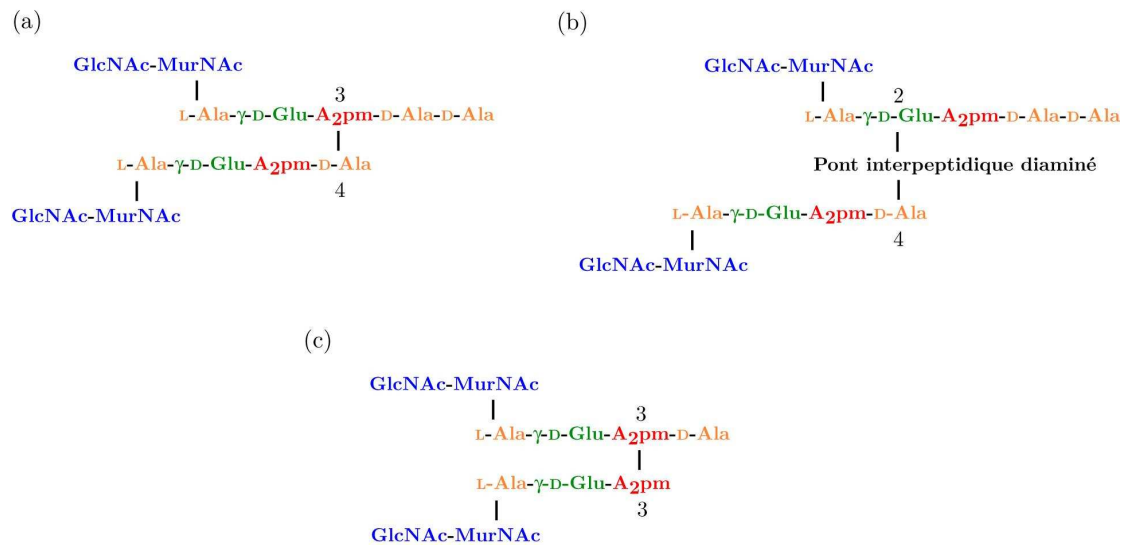 (a)
GlcNAc-MurNAc
3
L-Ala-γ-D-Glu-A2pm-D-Ala-D-Ala
L-Ala-γ-D-Glu-A2pm-D-Ala
4
GlcNAc-MurNAc
(b)
GlcNAc-MurNAc
2
L-Ala-γ-D-Glu-A2pm-D-Ala-D-Ala
Pont interpeptidique diaminé
L-Ala-γ-D-Glu-A2pm-D-Ala
4
GlcNAc-MurNAc
(c)
GlcNAc-MurNAc
3
L-Ala-γ-D-Glu-A2pm-D-Ala
L-Ala-γ-D-Glu-A2pm
3
GlcNAc-MurNAc